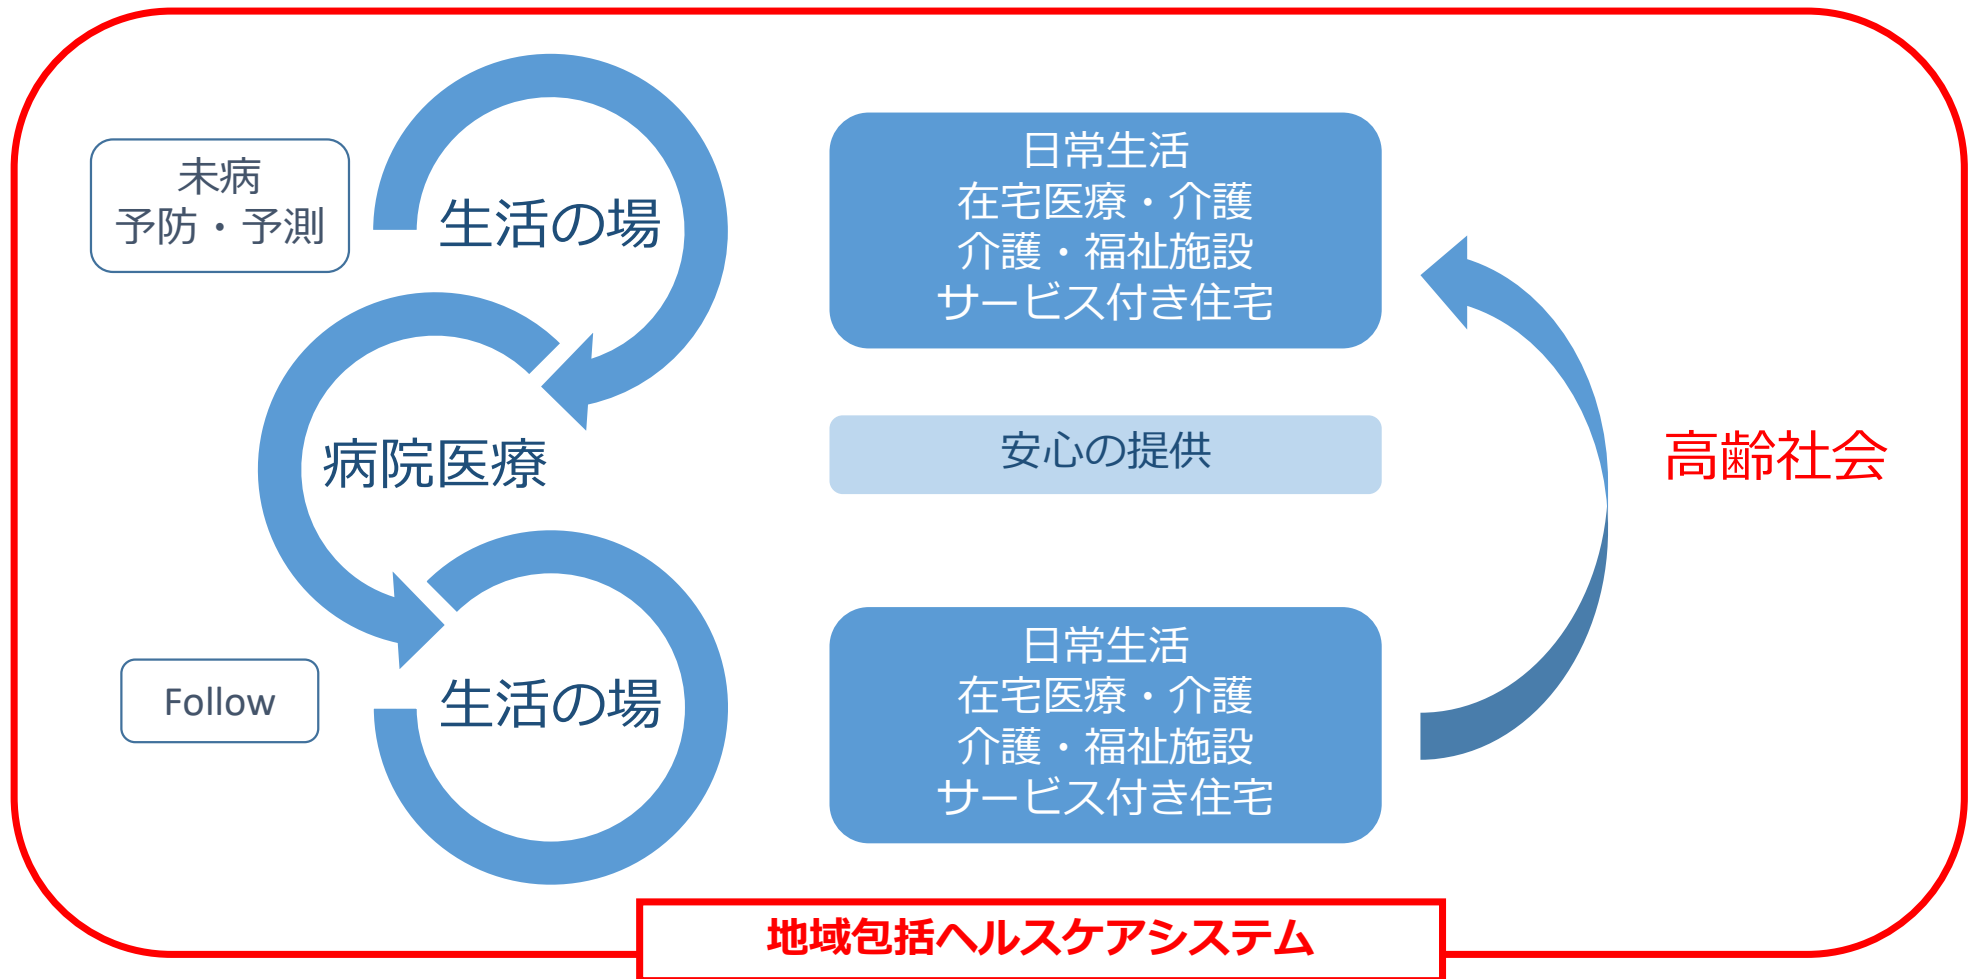 未病
予防・予測
生活の場
日常生活
在宅医療・介護
介護・福祉施設
サービス付き住宅
病院医療
安心の提供
高齢社会
Follow
生活の場
日常生活
在宅医療・介護
介護・福祉施設
サービス付き住宅
地域包括ヘルスケアシステム